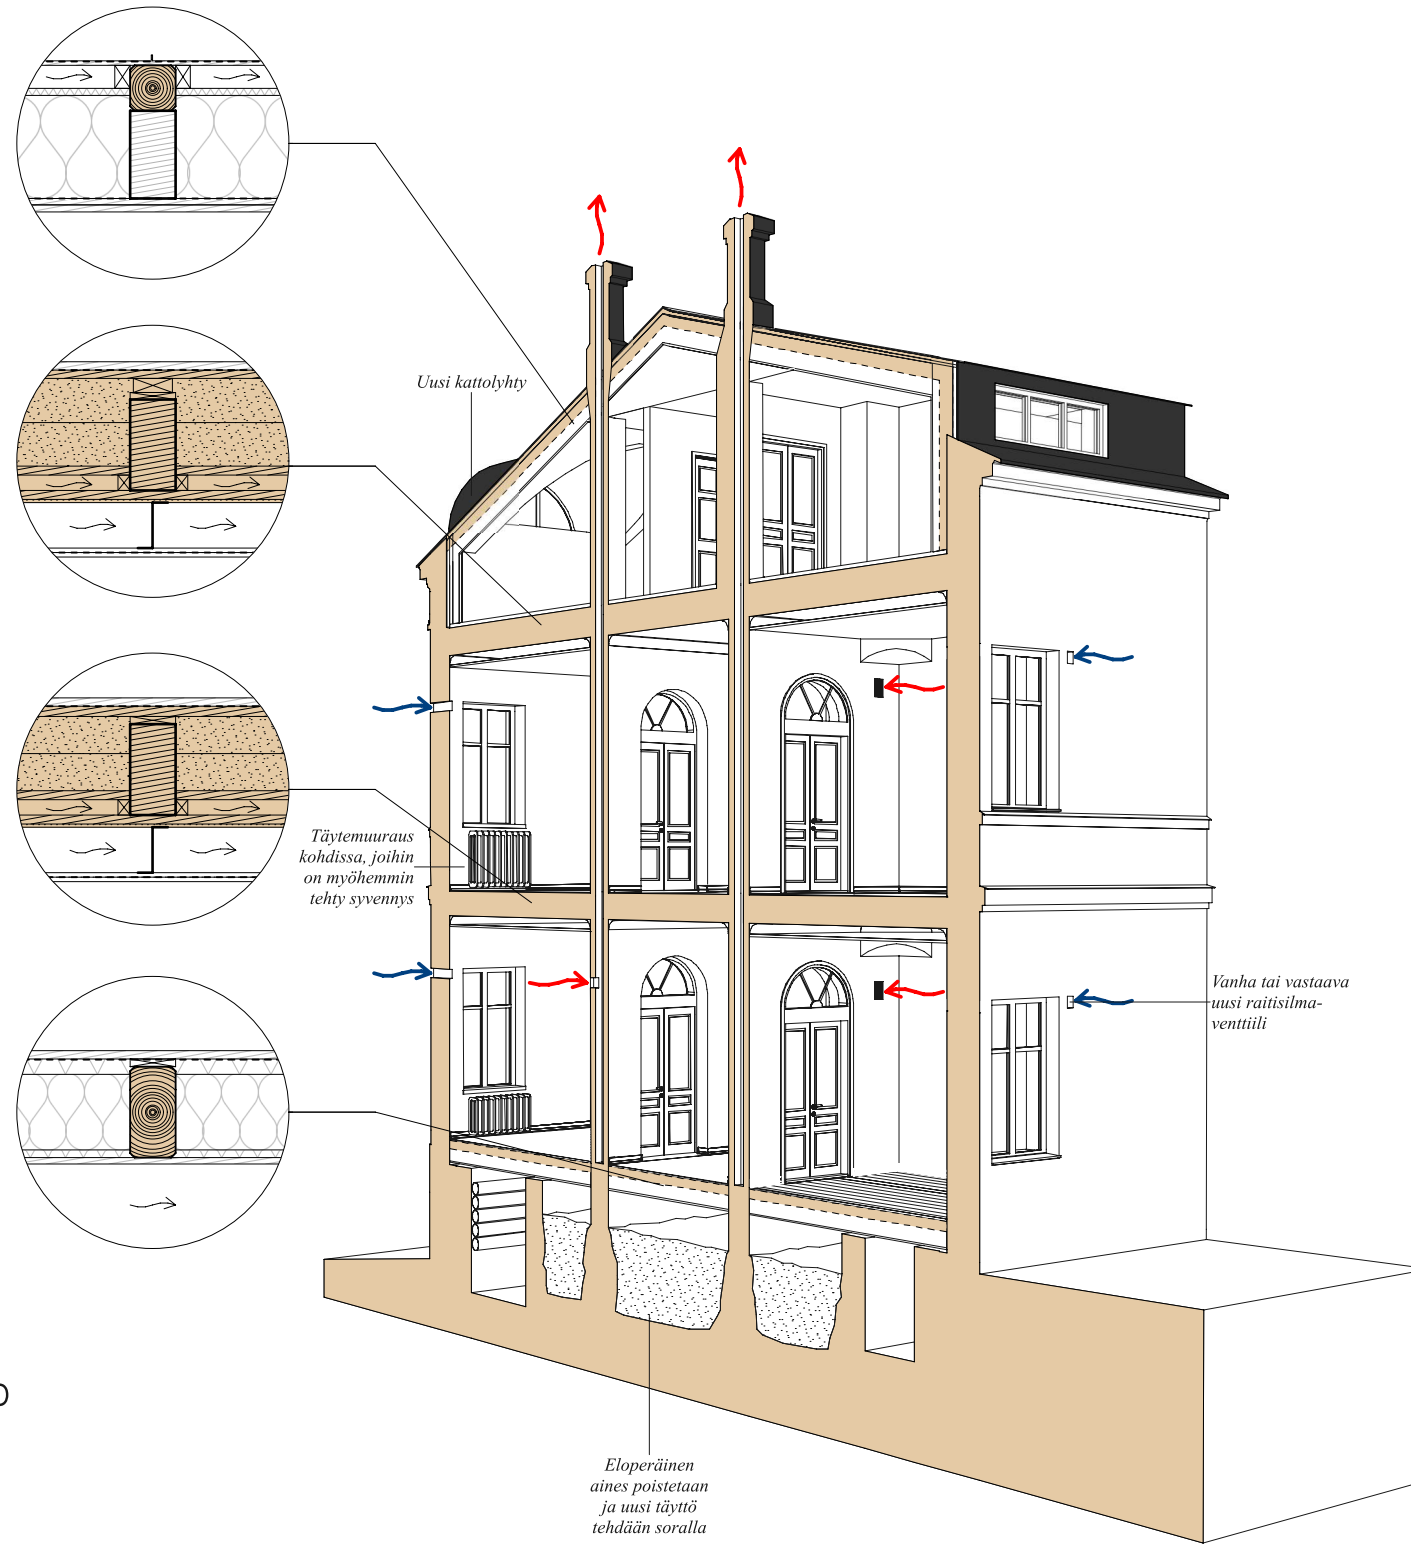 Uusi kattolyhty
Täytemuuraus
kohdissa, joihin
on myöhemmin
tehty syvennys
Vanha tai vastaava
uusi raitisilma-
venttiili
Eloperäinen
aines poistetaan
ja uusi täyttö
tehdään soralla